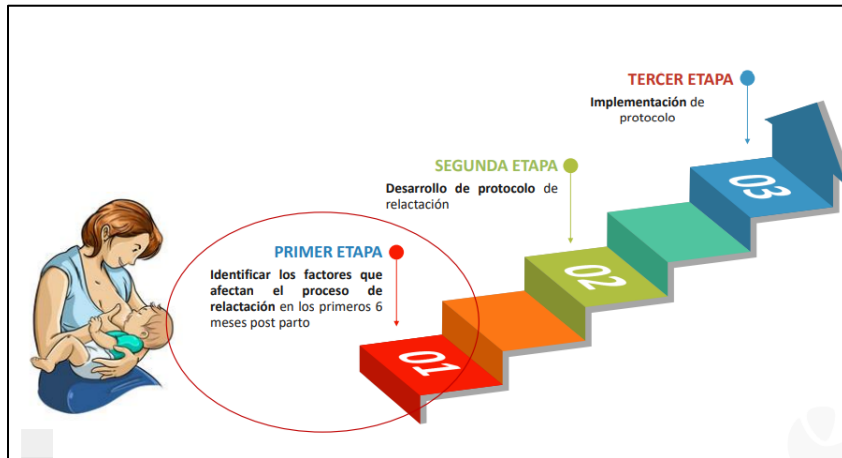 TERCER ETAPA
Implementación de
protocolo
SEGUNDA ETAPA
Desarrollo de protocolo de
relactación
PRIMER ETAPA
Identificar los factores que
afectan el proceso de
relactación en los primeros 6
meses post parto
01
02
03